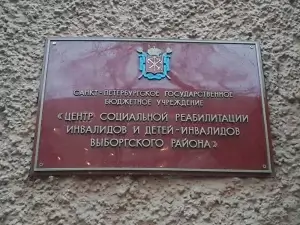 САНКТ-ПЕТЕРБУРГСКОЕ ГОСУДАРСТВЕННОЕ
БЮДЖЕТНОЕ УЧРЕЖДЕНИЕ
«ЦЕНТР СОЦИАЛЬНОЙ РЕАБИЛИТАЦИИ
ИНВАЛИДОВ И ДЕТЕЙ-ИНВАЛИДОВ
ВЫБОРГСКОГО РАЙОНА»